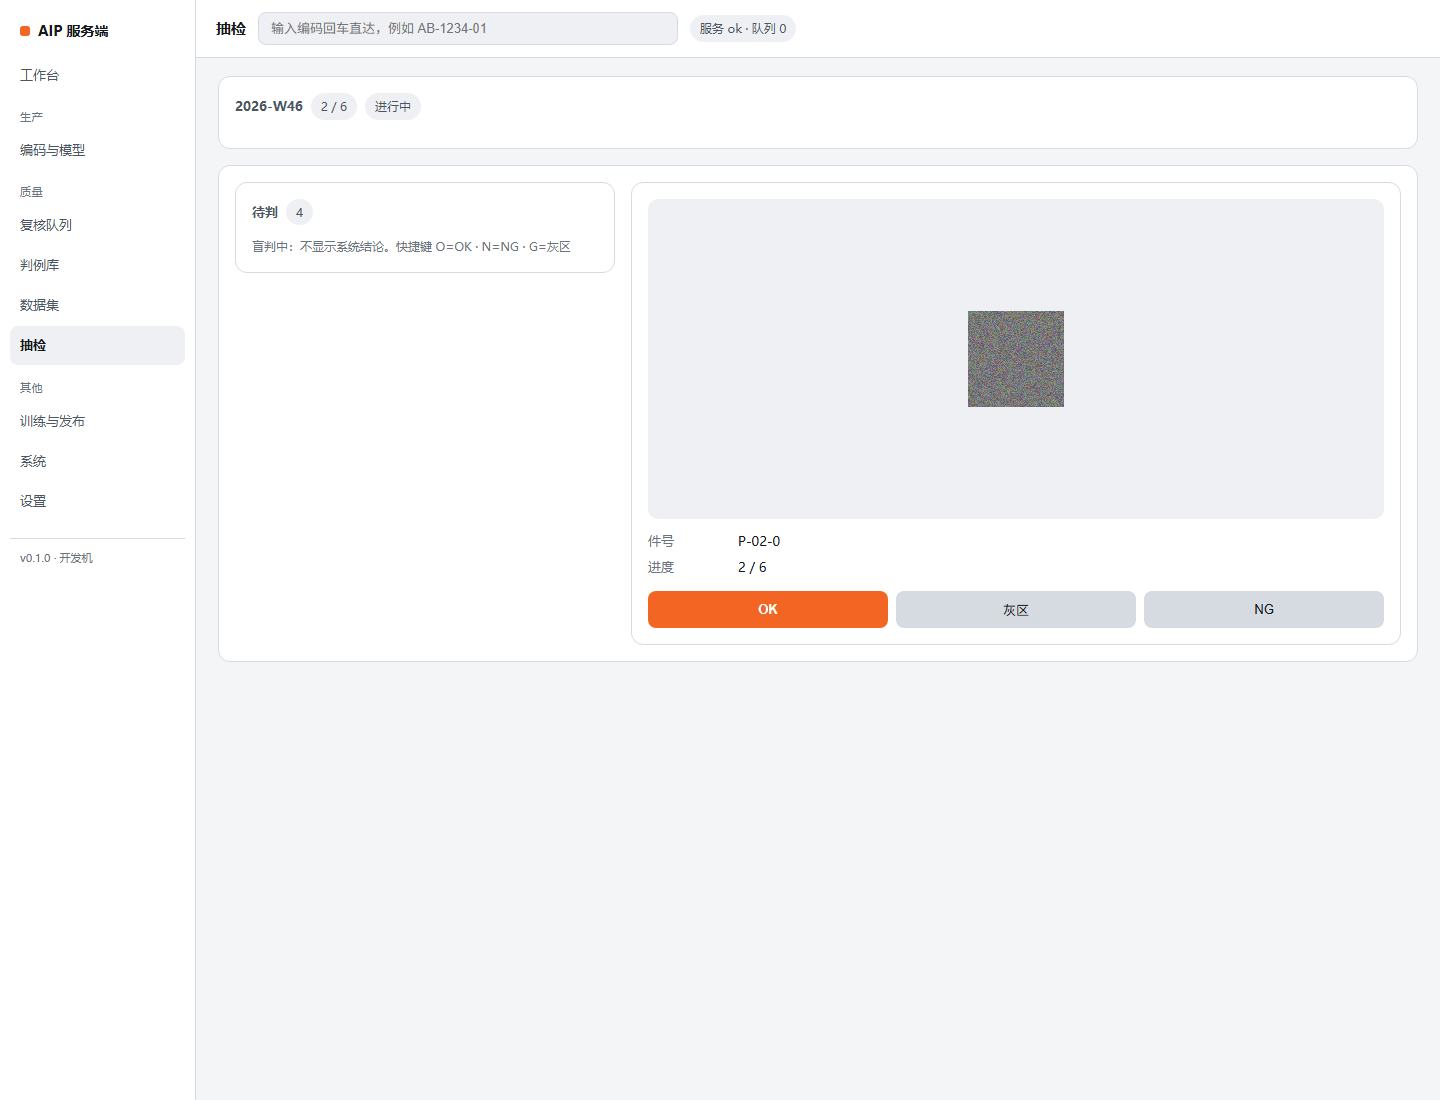 AIP 服务端
工作台
生产
编码与模型
质量
复核队列
判例库
数据集
抽检
其他
训练与发布
系统
设置
v0.1.0 · 开发机
抽检
输入编码回车直达，例如 AB-1234-01
服务 ok · 队列 0
2026-W46 2 / 6 进行中
待判 4
盲判中：不显示系统结论。快捷键 O=OK · N=NG · G=灰区
件号 P-02-0
进度 2 / 6
OK 灰区 NG